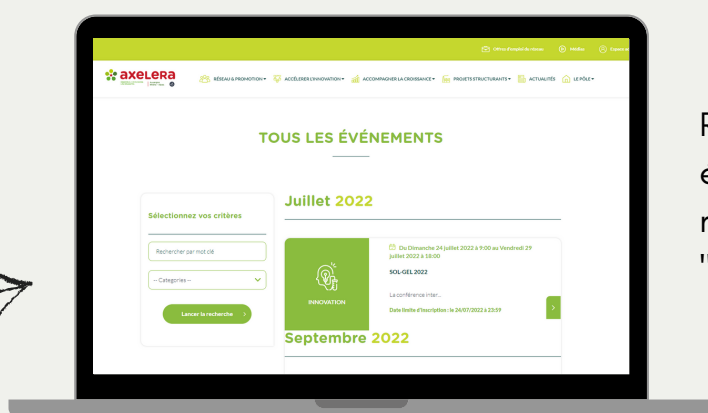 Offres d'emploi du réseau Médias Espace a
axelera
RÉSEAU & PROMOTION ACCÉLERER L'INNOVATION ACCOMPAGNER LA CROISSANCE PROJETS STRUCTURANTS ACTUALITÉS LE PÔLE
TOUS LES ÉVÉNEMENTS
Sélectionnez vos critères
Rechercher par mot clé
-- Categories --
Lancer la recherche
Juillet 2022
INNOVATION
Du Dimanche 24 juillet 2022 à 9:00 au Vendredi 29
juillet 2022 à 18:00
SOL-GEL 2022
La conférence inter...
Date limite d'inscription : le 24/07/2022 à 23:59
Septembre 2022